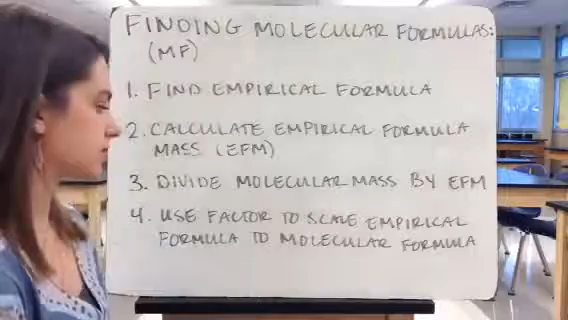 FINDING MOLECULAR FORMULAS:
(MF)
1. FIND EMPIRICAL FORMULA
2. CALCULATE EMPIRICAL FORMULA
MASS (EFM)
3. DIVIDE MOLECULAR MASS BY EFM
4. USE FACTOR TO SCALE EMPIRICAL
FORMULA TO MOLECULAR FORMULA